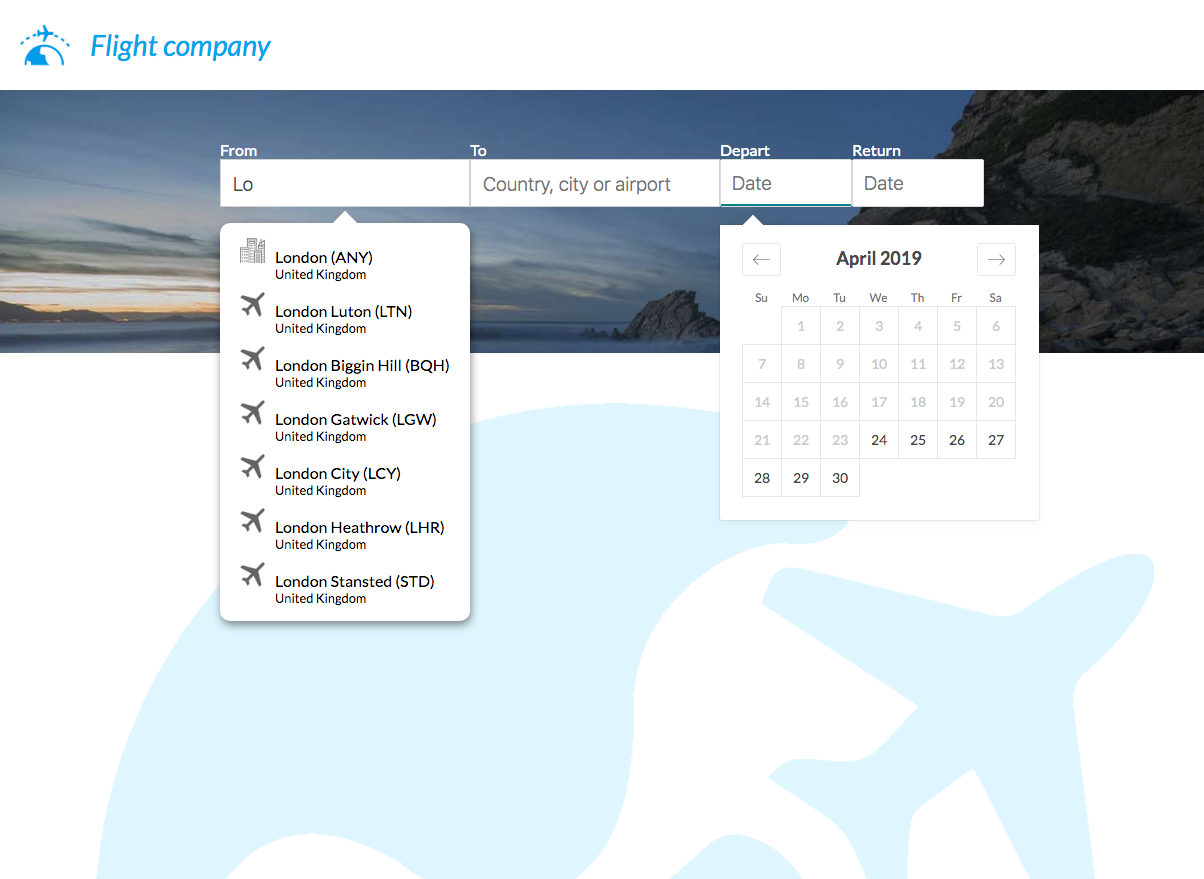 Flight company
From To Depart Return
Lo Country, city or airport Date Date
London (ANY)
United Kingdom
London Luton (LTN)
United Kingdom
London Biggin Hill (BQH)
United Kingdom
London Gatwick (LGW)
United Kingdom
London City (LCY)
United Kingdom
London Heathrow (LHR)
United Kingdom
London Stansted (STD)
United Kingdom
April 2019
Su Mo Tu We Th Fr Sa
1 2 3 4 5 6
7 8 9 10 11 12 13
14 15 16 17 18 19 20
21 22 23 24 25 26 27
28 29 30